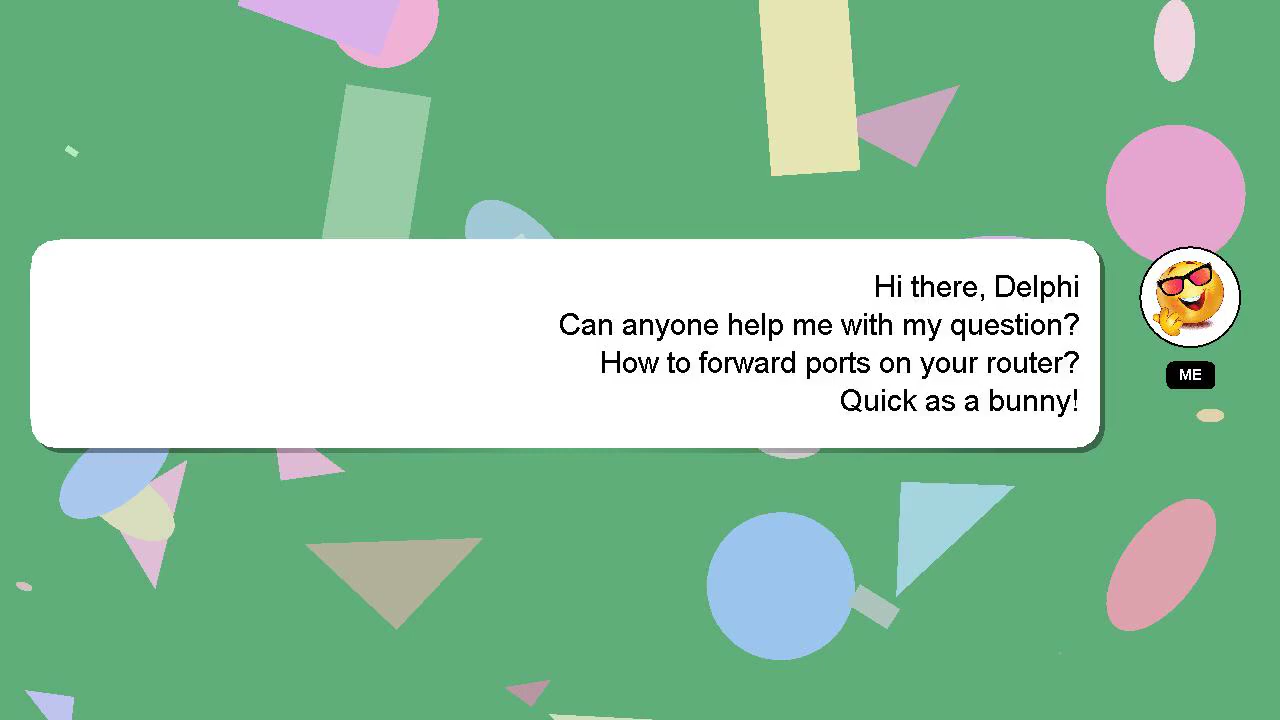 Hi there, Delphi
Can anyone help me with my question?
How to forward ports on your router?
Quick as a bunny!
ME